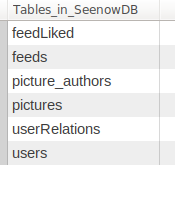 Tables_in_SeenowDB
feedLiked
feeds
picture_authors
pictures
userRelations
users